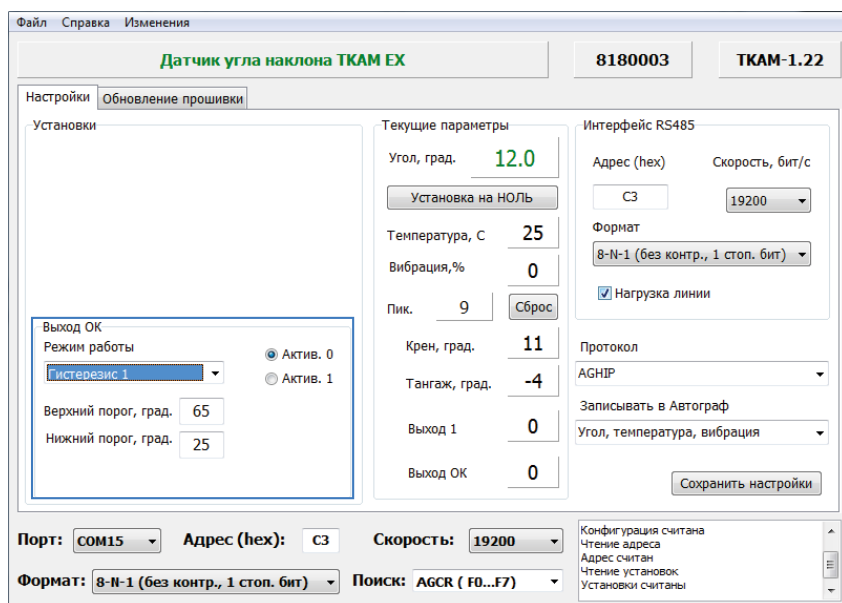 Файл Справка Изменения
Датчик угла наклона ТКАМ EX 8180003 TKAM-1.22
Настройки Обновление прошивки
Установки
Выход ОК
Режим работы
Гистерезис 1
Актив. 0
Актив. 1
Верхний порог, град. 65
Нижний порог, град. 25
Текущие параметры
Угол, град. 12.0
Установка на НОЛЬ
Температура, С 25
Вибрация,% 0
Пик. 9 Сброс
Крен, град. 11
Тангаж, град. -4
Выход 1 0
Выход ОК 0
Интерфейс RS485
Адрес (hex) Скорость, бит/с
C3 19200
Формат
8-N-1 (без контр., 1 стоп. бит)
Нагрузка линии
Протокол
AGHIP
Записывать в Автограф
Угол, температура, вибрация
Сохранить настройки
Порт: COM15 Адрес (hex): C3 Скорость: 19200
Формат: 8-N-1 (без контр., 1 стоп. бит) Поиск: AGCR ( F0...F7)
Конфигурация считана
Чтение адреса
Адрес считан
Чтение установок
Установки считаны